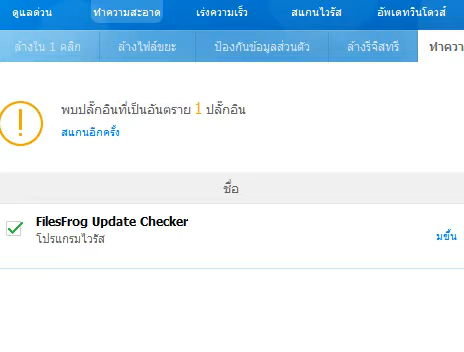 ดูแลด่วน ทำความสะอาด เร่งความเร็ว สแกนไวรัส อัพเดทวินโดวส์
ล้างใน 1 คลิก ล้างไฟล์ขยะ ป้องกันข้อมูลส่วนตัว ล้างรีจิสทรี ทำคว
พบปลั๊กอินที่เป็นอันตราย 1 ปลั๊กอิน
สแกนอีกครั้ง
ชื่อ
FilesFrog Update Checker
โปรแกรมไวรัส
มขึ้น